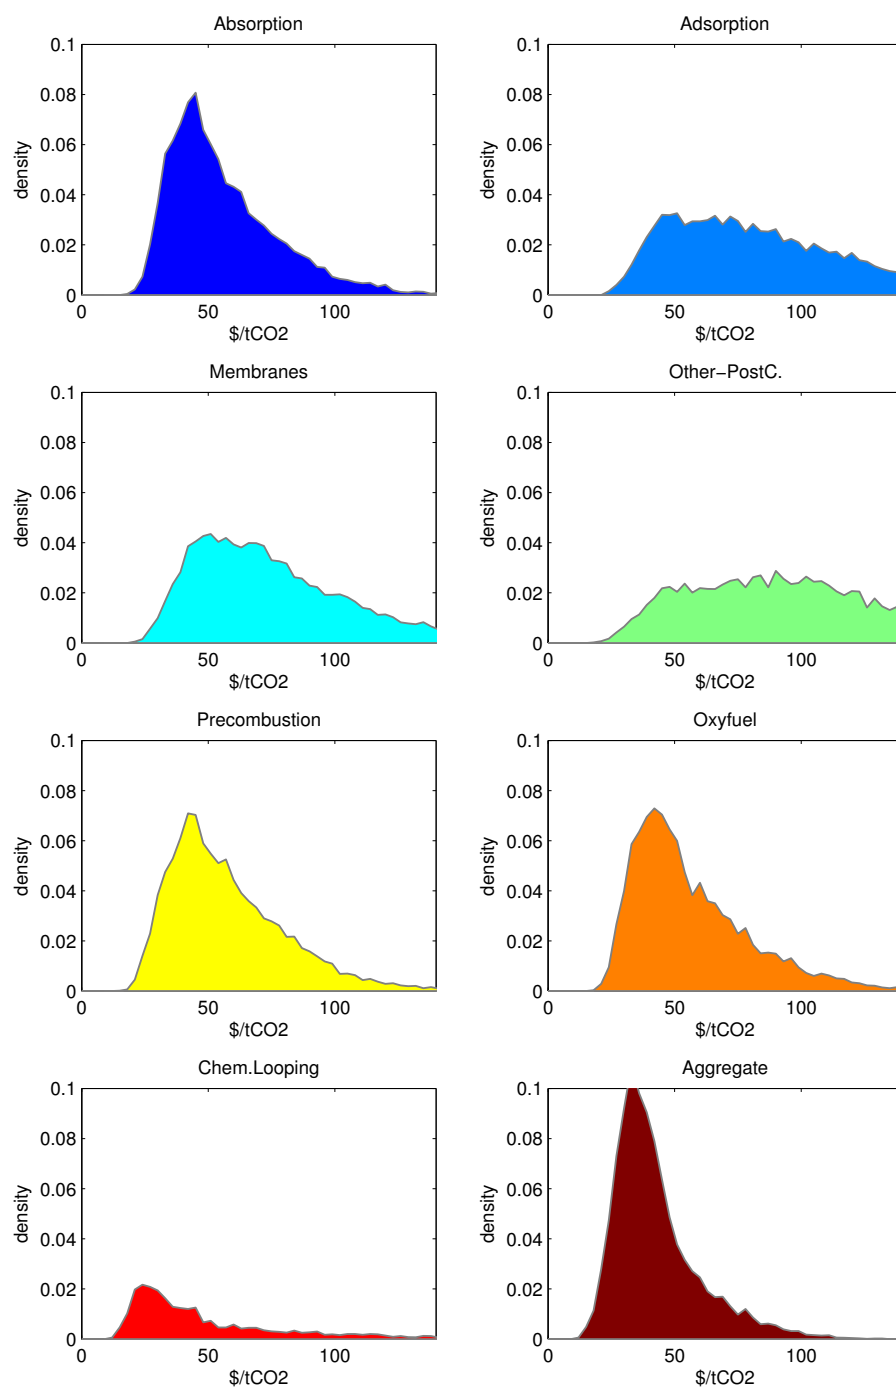 Absorption
0.1
0.08
0.06
0.04
0.02
0
density
0 50 100
$/tCO2
Adsorption
0.1
0.08
0.06
0.04
0.02
0
density
0 50 100
$/tCO2
Membranes
0.1
0.08
0.06
0.04
0.02
0
density
0 50 100
$/tCO2
Other−PostC.
0.1
0.08
0.06
0.04
0.02
0
density
0 50 100
$/tCO2
Precombustion
0.1
0.08
0.06
0.04
0.02
0
density
0 50 100
$/tCO2
Oxyfuel
0.1
0.08
0.06
0.04
0.02
0
density
0 50 100
$/tCO2
Chem.Looping
0.1
0.08
0.06
0.04
0.02
0
density
0 50 100
$/tCO2
Aggregate
0.1
0.08
0.06
0.04
0.02
0
density
0 50 100
$/tCO2